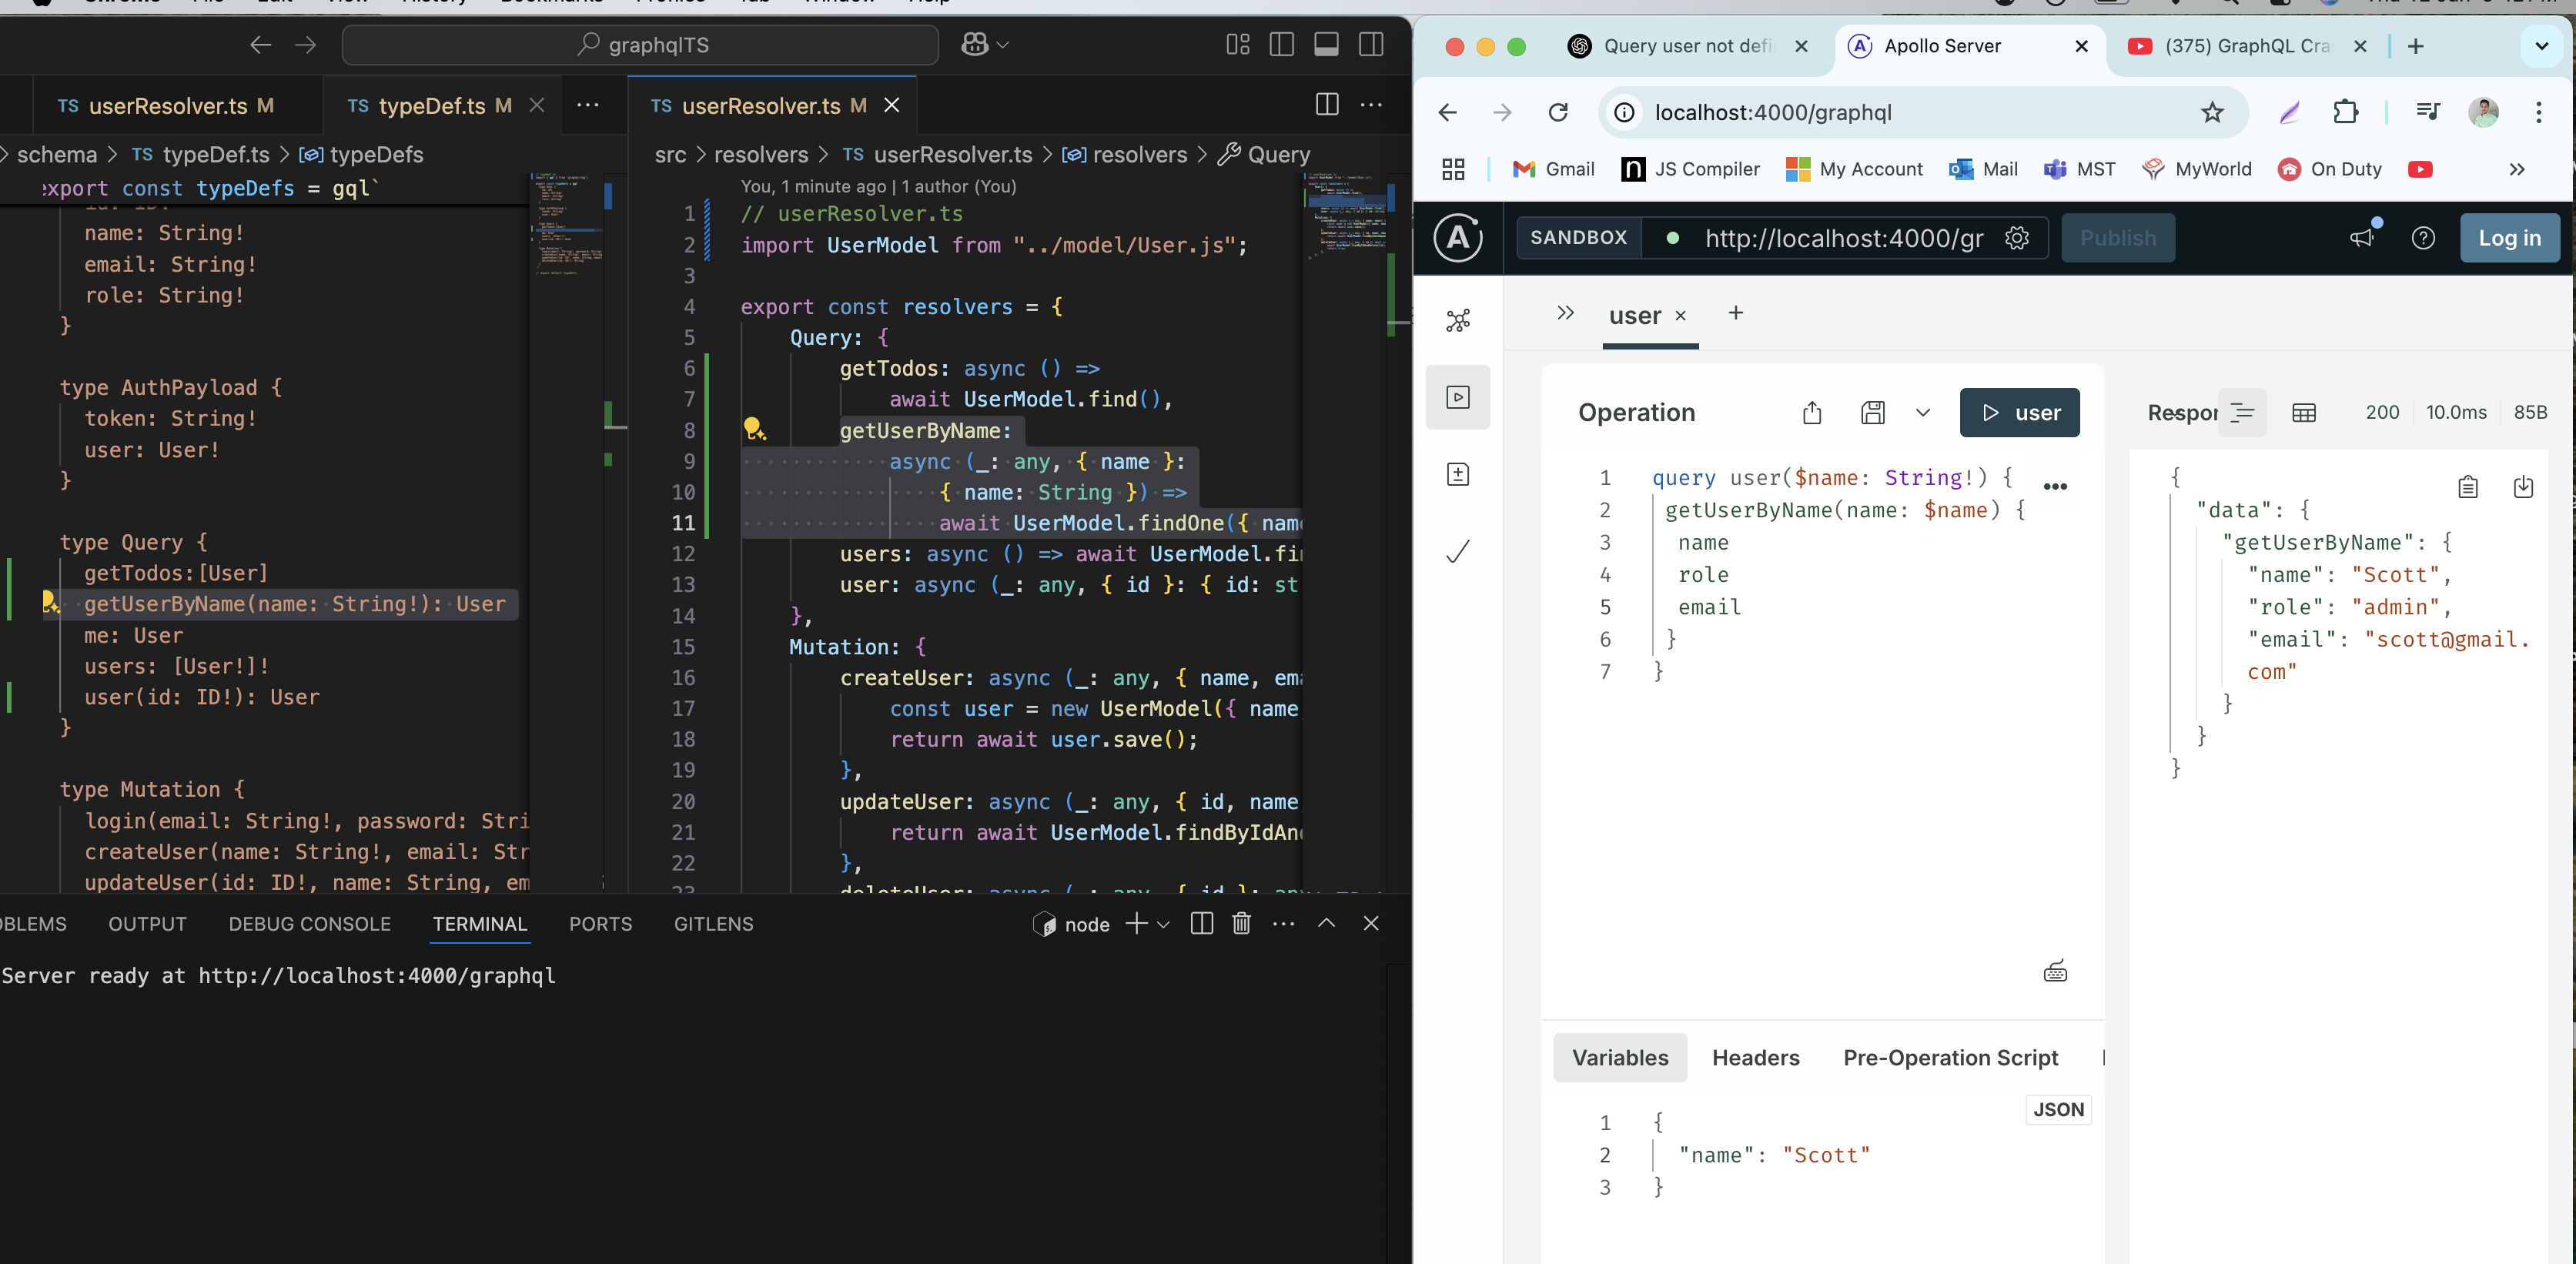 graphqlTS
TS userResolver.ts M
TS typeDef.ts M
TS userResolver.ts M
schema > TS typeDef.ts > typeDefs
export const typeDefs = gql`
name: String!
email: String!
role: String!
}
type AuthPayload {
token: String!
user: User!
}
type Query {
getTodos:[User]
getUserByName(name: String!): User
me: User
users: [User!]!
user(id: ID!): User
}
type Mutation {
login(email: String!, password: Stri
createUser(name: String!, email: Str
updateUser(id: ID!, name: String, em
src > resolvers > TS userResolver.ts > resolvers > Query
You, 1 minute ago | 1 author (You)
1 // userResolver.ts
2 import UserModel from "../model/User.js";
3
4 export const resolvers = {
5 Query: {
6 getTodos: async () =>
7 await UserModel.find(),
8 getUserByName:
9 async (_: any, { name }:
10 { name: String }) =>
11 await UserModel.findOne({ name
12 users: async () => await UserModel.fi
13 user: async (_: any, { id }: { id: st
14 },
15 Mutation: {
16 createUser: async (_: any, { name, ema
17 const user = new UserModel({ name
18 return await user.save();
19 },
20 updateUser: async (_: any, { id, name
21 return await UserModel.findByIdAn
22 },
OBLEMS OUTPUT DEBUG CONSOLE TERMINAL PORTS GITLENS
node
Server ready at http://localhost:4000/graphql
Query user not defi
Apollo Server
(375) GraphQL Cra
localhost:4000/graphql
Gmail JS Compiler My Account Mail MST MyWorld On Duty
SANDBOX http://localhost:4000/gr Publish Log in
user
Operation
user
1 query user($name: String!) {
2 getUserByName(name: $name) {
3 name
4 role
5 email
6 }
7 }
Respon 200 10.0ms 85B
{
"data": {
"getUserByName": {
"name": "Scott",
"role": "admin",
"email": "scott@gmail.
com"
}
}
}
Variables Headers Pre-Operation Script
JSON
1 {
2 "name": "Scott"
3 }